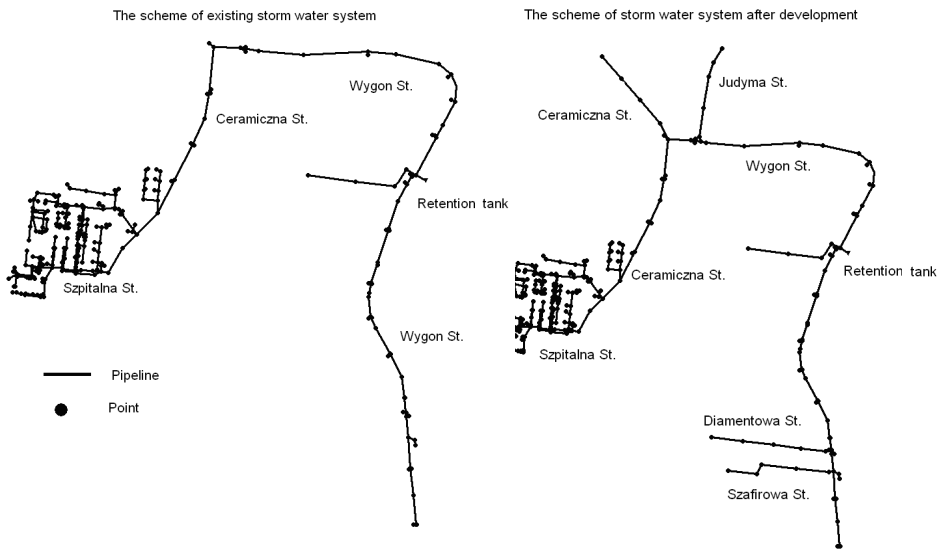 The scheme of existing storm water system
Wygon St.
Ceramiczna St.
Retention tank
Szpitalna St.
Wygon St.
Pipeline
Point
The scheme of storm water system after development
Judyma St.
Ceramiczna St.
Wygon St.
Retention tank
Ceramiczna St.
Szpitalna St.
Diamentowa St.
Szafirowa St.